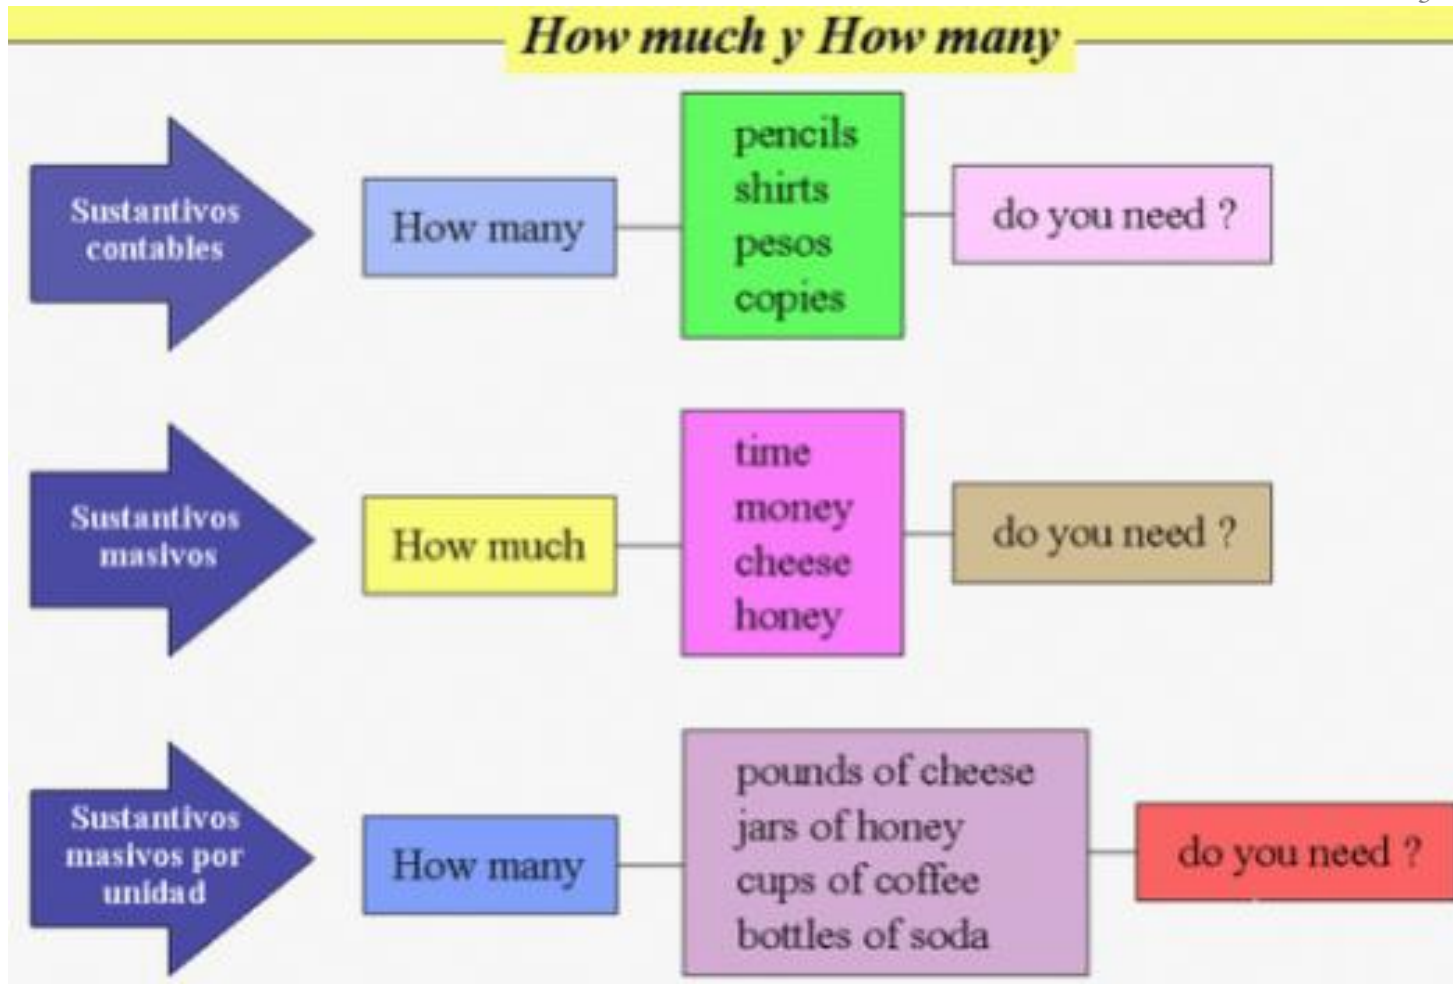 How much y How many
Sustantivos
contables
How many
pencils
shirts
pesos
copies
do you need ?
Sustantivos
masivos
How much
time
money
cheese
honey
do you need ?
Sustantivos
masivos por
unidad
How many
pounds of cheese
jars of honey
cups of coffee
bottles of soda
do you need ?